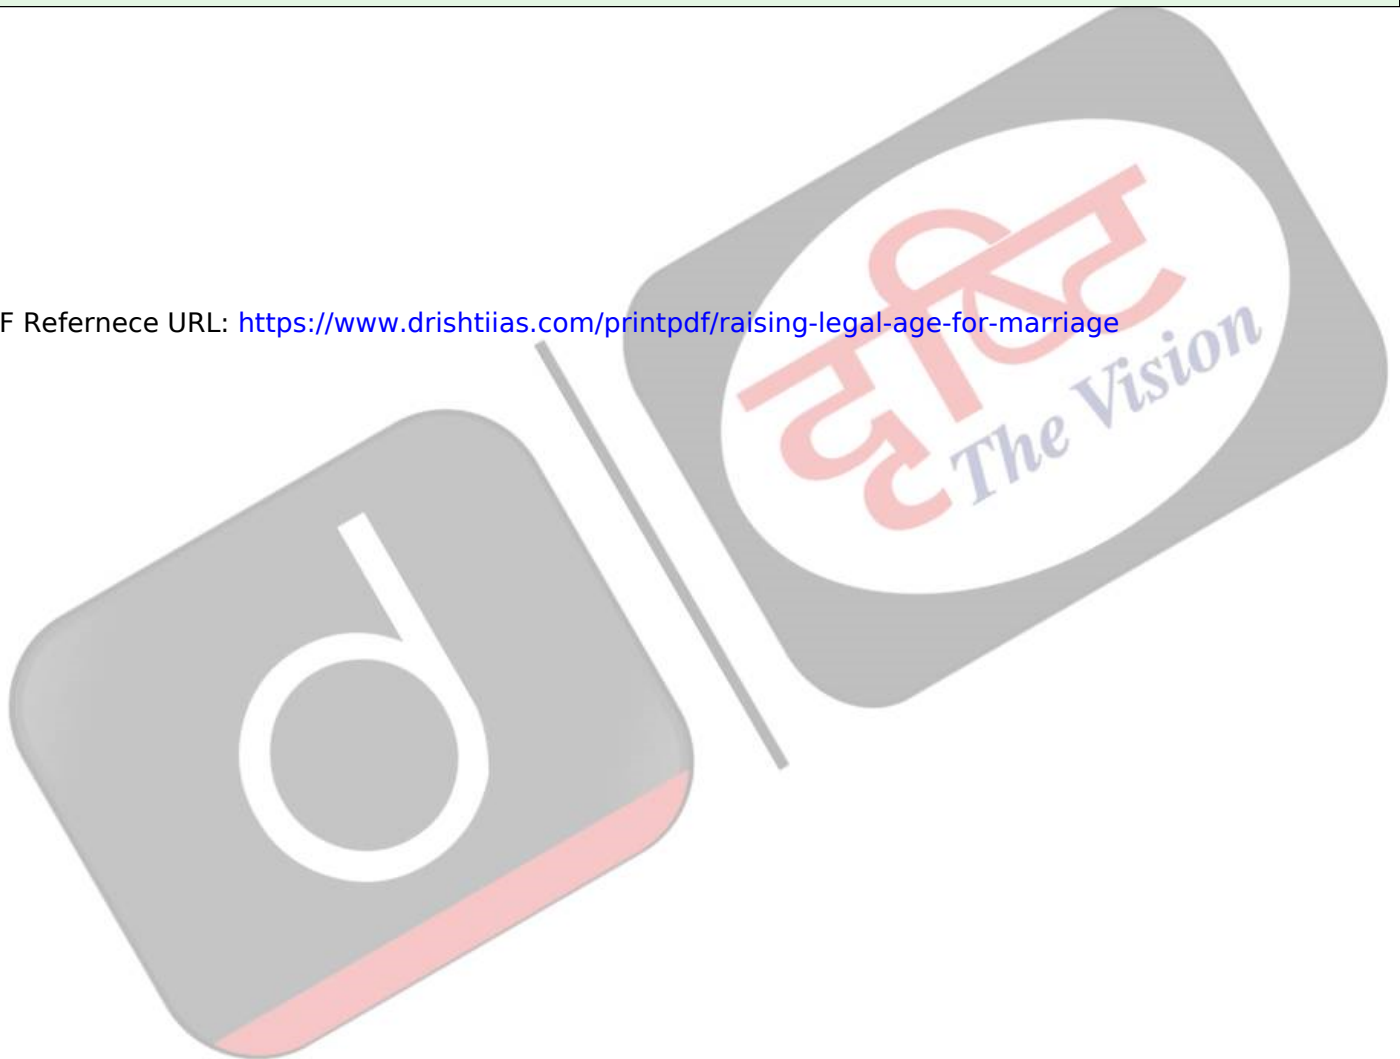 F Refernece URL: https://www.drishtiias.com/printpdf/raising-legal-age-for-marriage
दृष्टि
The Vision
d